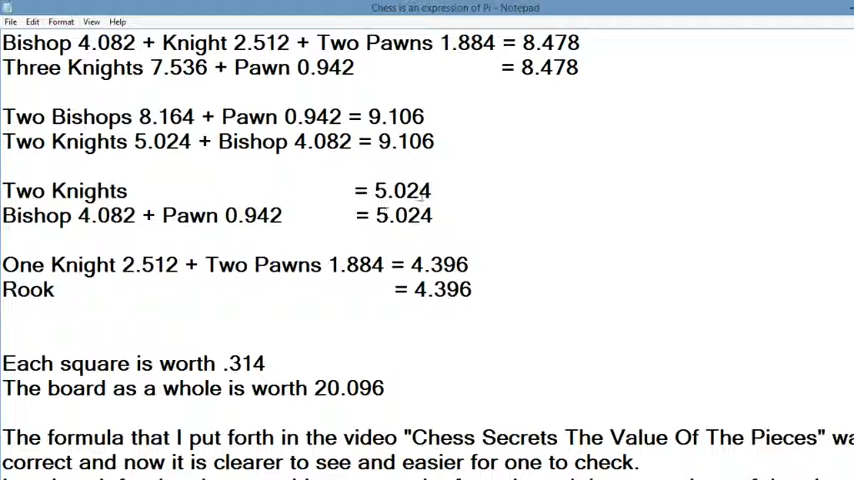 Chess is an expression of Pi - Notepad
File Edit Format View Help
Bishop 4.082 + Knight 2.512 + Two Pawns 1.884 = 8.478
Three Knights 7.536 + Pawn 0.942 = 8.478
Two Bishops 8.164 + Pawn 0.942 = 9.106
Two Knights 5.024 + Bishop 4.082 = 9.106
Two Knights = 5.024
Bishop 4.082 + Pawn 0.942 = 5.024
One Knight 2.512 + Two Pawns 1.884 = 4.396
Rook = 4.396
Each square is worth .314
The board as a whole is worth 20.096
The formula that I put forth in the video "Chess Secrets The Value Of The Pieces" wa
correct and now it is clearer to see and easier for one to check.